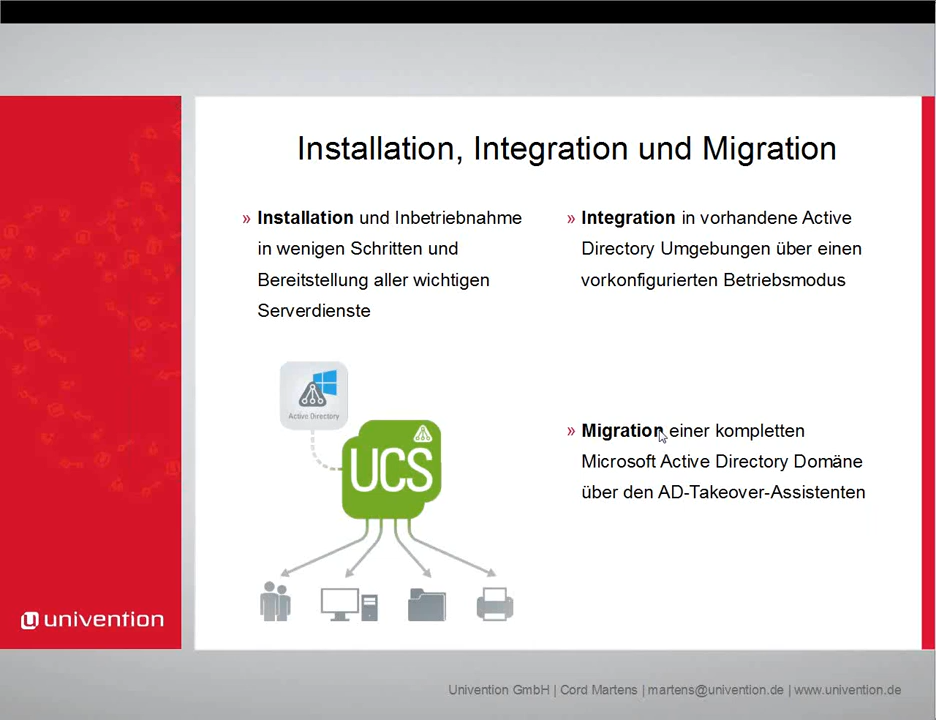 Installation, Integration und Migration
» Installation und Inbetriebnahme
in wenigen Schritten und
Bereitstellung aller wichtigen
Serverdienste
» Integration in vorhandene Active
Directory Umgebungen über einen
vorkonfigurierten Betriebsmodus
Active Directory
UCS
» Migration einer kompletten
Microsoft Active Directory Domäne
über den AD-Takeover-Assistenten
univention
Univention GmbH | Cord Martens | martens@univention.de | www.univention.de